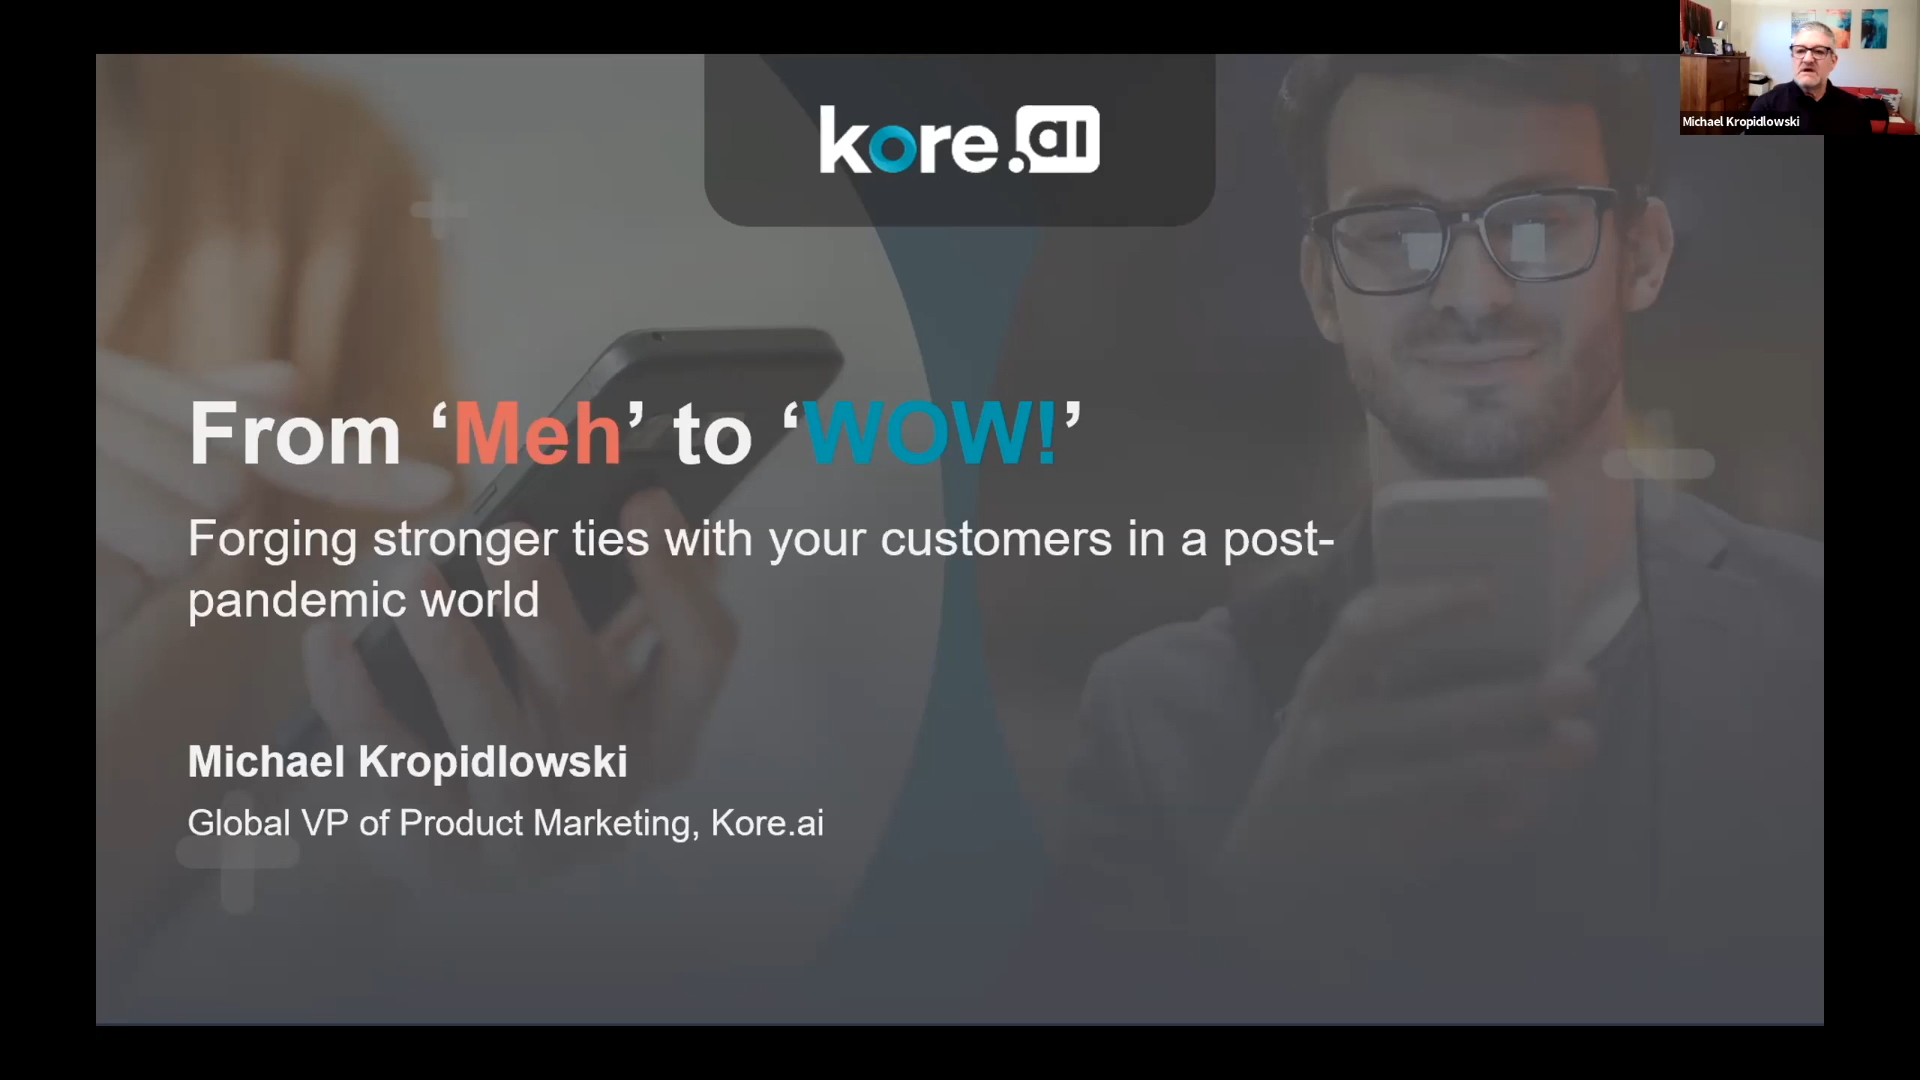 kore.ai
Michael Kropidlowski
From ‘Meh’ to ‘WOW!’
Forging stronger ties with your customers in a post-
pandemic world
Michael Kropidlowski
Global VP of Product Marketing, Kore.ai